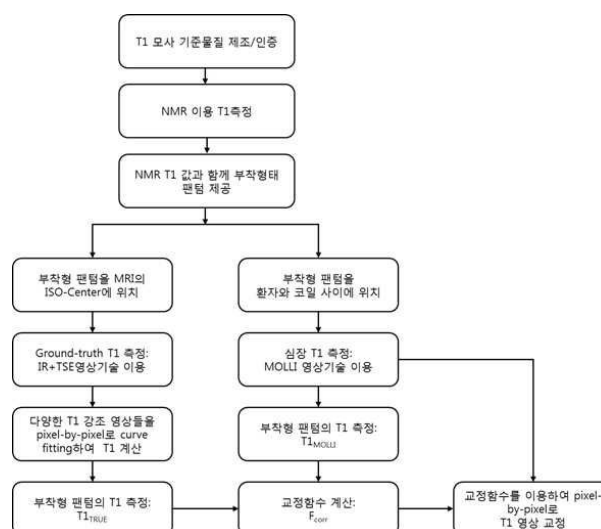 T1 모사 기준물질 제조/인증
NMR 이용 T1측정
NMR T1 값과 함께 부착형태
팬텀 제공
부착형 팬텀을 MRI의
ISO-Center에 위치
부착형 팬텀을
환자와 코일 사이에 위치
Ground-truth T1 측정:
IR+TSE영상기술 이용
심장 T1 측정:
MOLLI 영상기술 이용
다양한 T1 강조 영상들을
pixel-by-pixel로 curve
fitting하여 T1 계산
부착형 팬텀의 T1 측정:
T1MOLLI
부착형 팬텀의 T1 측정:
T1TRUE
교정함수 계산:
Fcorr
교정함수를 이용하여 pixel-
by-pixel로
T1 영상 교정